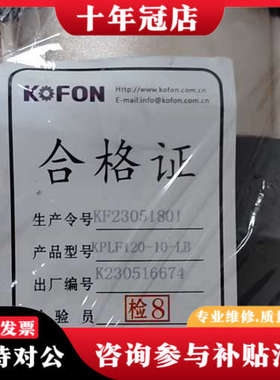 十年冠店
KOFON
Http://www.kofon.com.cn
E-mail:info@kofon.com.cn
合格证
生产令号 KF23051801
产品型号 KPLF120-10-LB
出厂编号 K230516674
验员 检8
发票
专业维修,质量
对公
咨询参与补贴